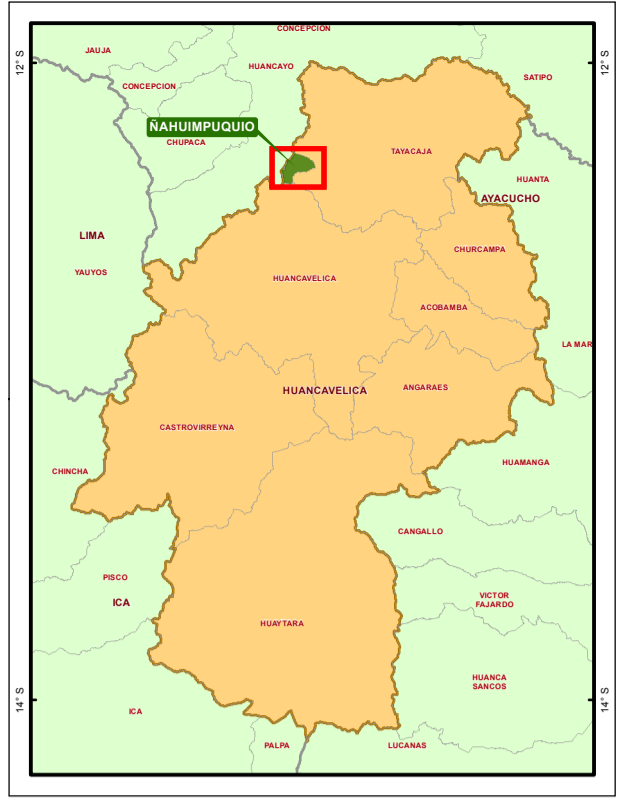 CONCEPCION
JAUJA
HUANCAYO
12° S
12° S
SATIPO
CONCEPCION
ÑAHUIMPUQUIO
CHUPACA
TAYACAJA
HUANTA
AYACUCHO
LIMA
CHURCAMPA
YAUYOS
HUANCAVELICA
ACOBAMBA
LA MAR
HUANCAVELICA
ANGARAES
CASTROVIRREYNA
HUAMANGA
CHINCHA
CANGALLO
PISCO
VICTOR
FAJARDO
ICA
HUAYTARA
HUANCA
SANCOS
14° S
14° S
ICA
PALPA
LUCANAS